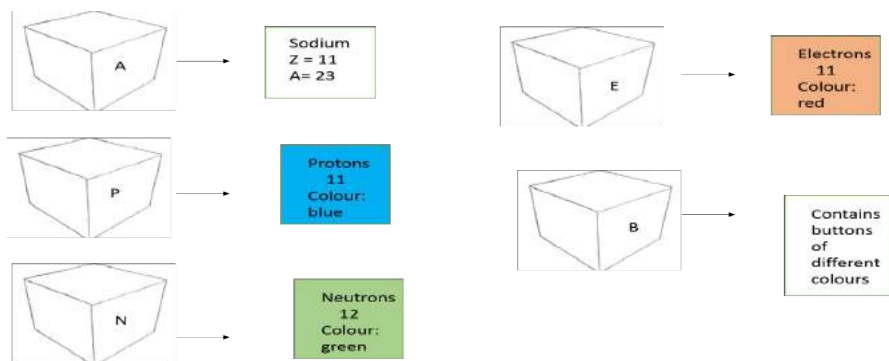 A
Sodium
Z = 11
A= 23
P
Protons
11
Colour:
blue
N
Neutrons
12
Colour:
green
E
Electrons
11
Colour:
red
B
Contains
buttons
of
different
colours